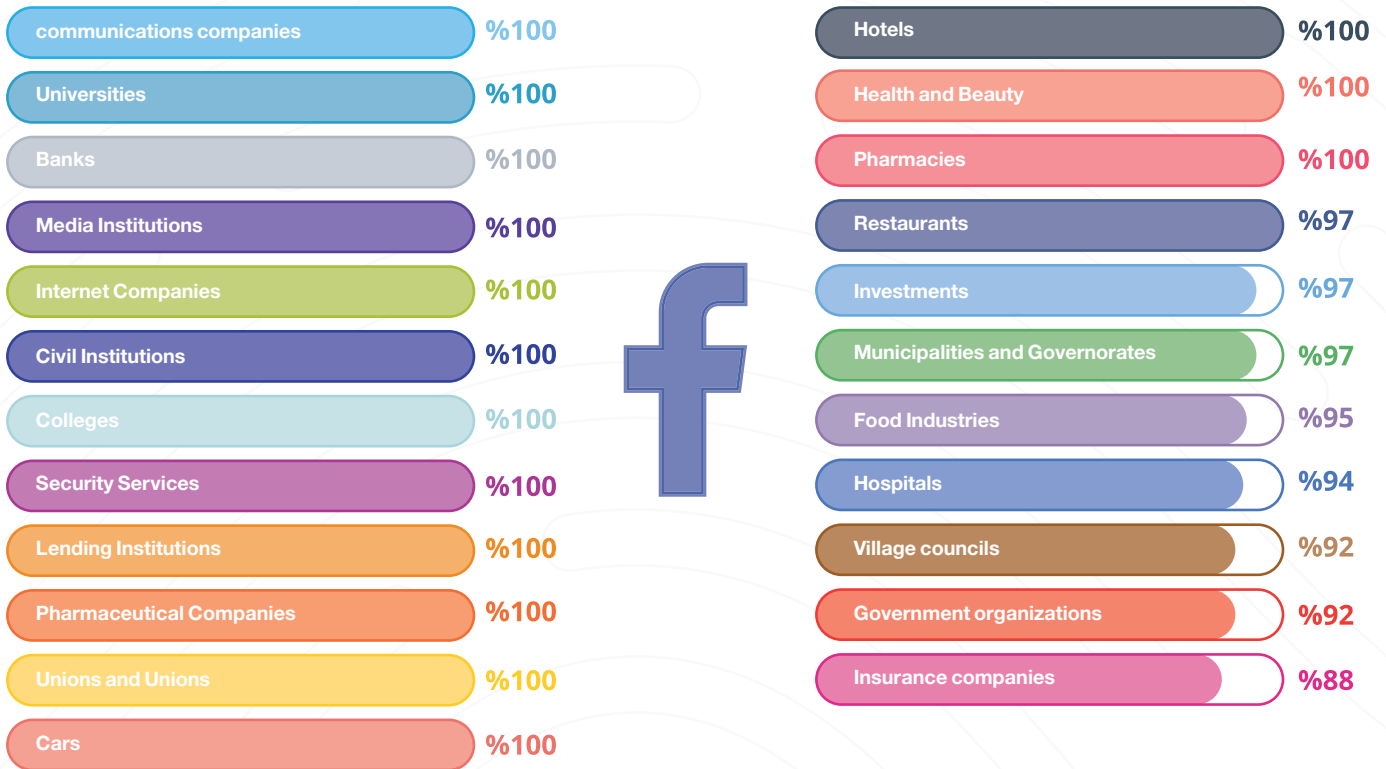 communications companies %100
Universities %100
Banks %100
Media Institutions %100
Internet Companies %100
Civil Institutions %100
Colleges %100
Security Services %100
Lending Institutions %100
Pharmaceutical Companies %100
Unions and Unions %100
Cars %100
Hotels %100
Health and Beauty %100
Pharmacies %100
Restaurants %97
Investments %97
Municipalities and Governorates %97
Food Industries %95
Hospitals %94
Village councils %92
Government organizations %92
Insurance companies %88